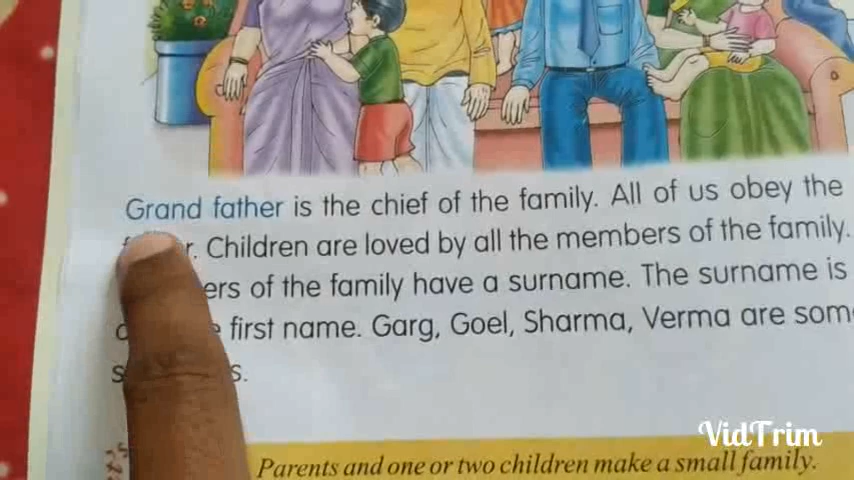 Grand father is the chief of the family. All of us obey the
Children are loved by all the members of the family.
of the family have a surname. The surname is
first name. Garg, Goel, Sharma, Verma are
VidTrim
Parents and one or two children make a small family.